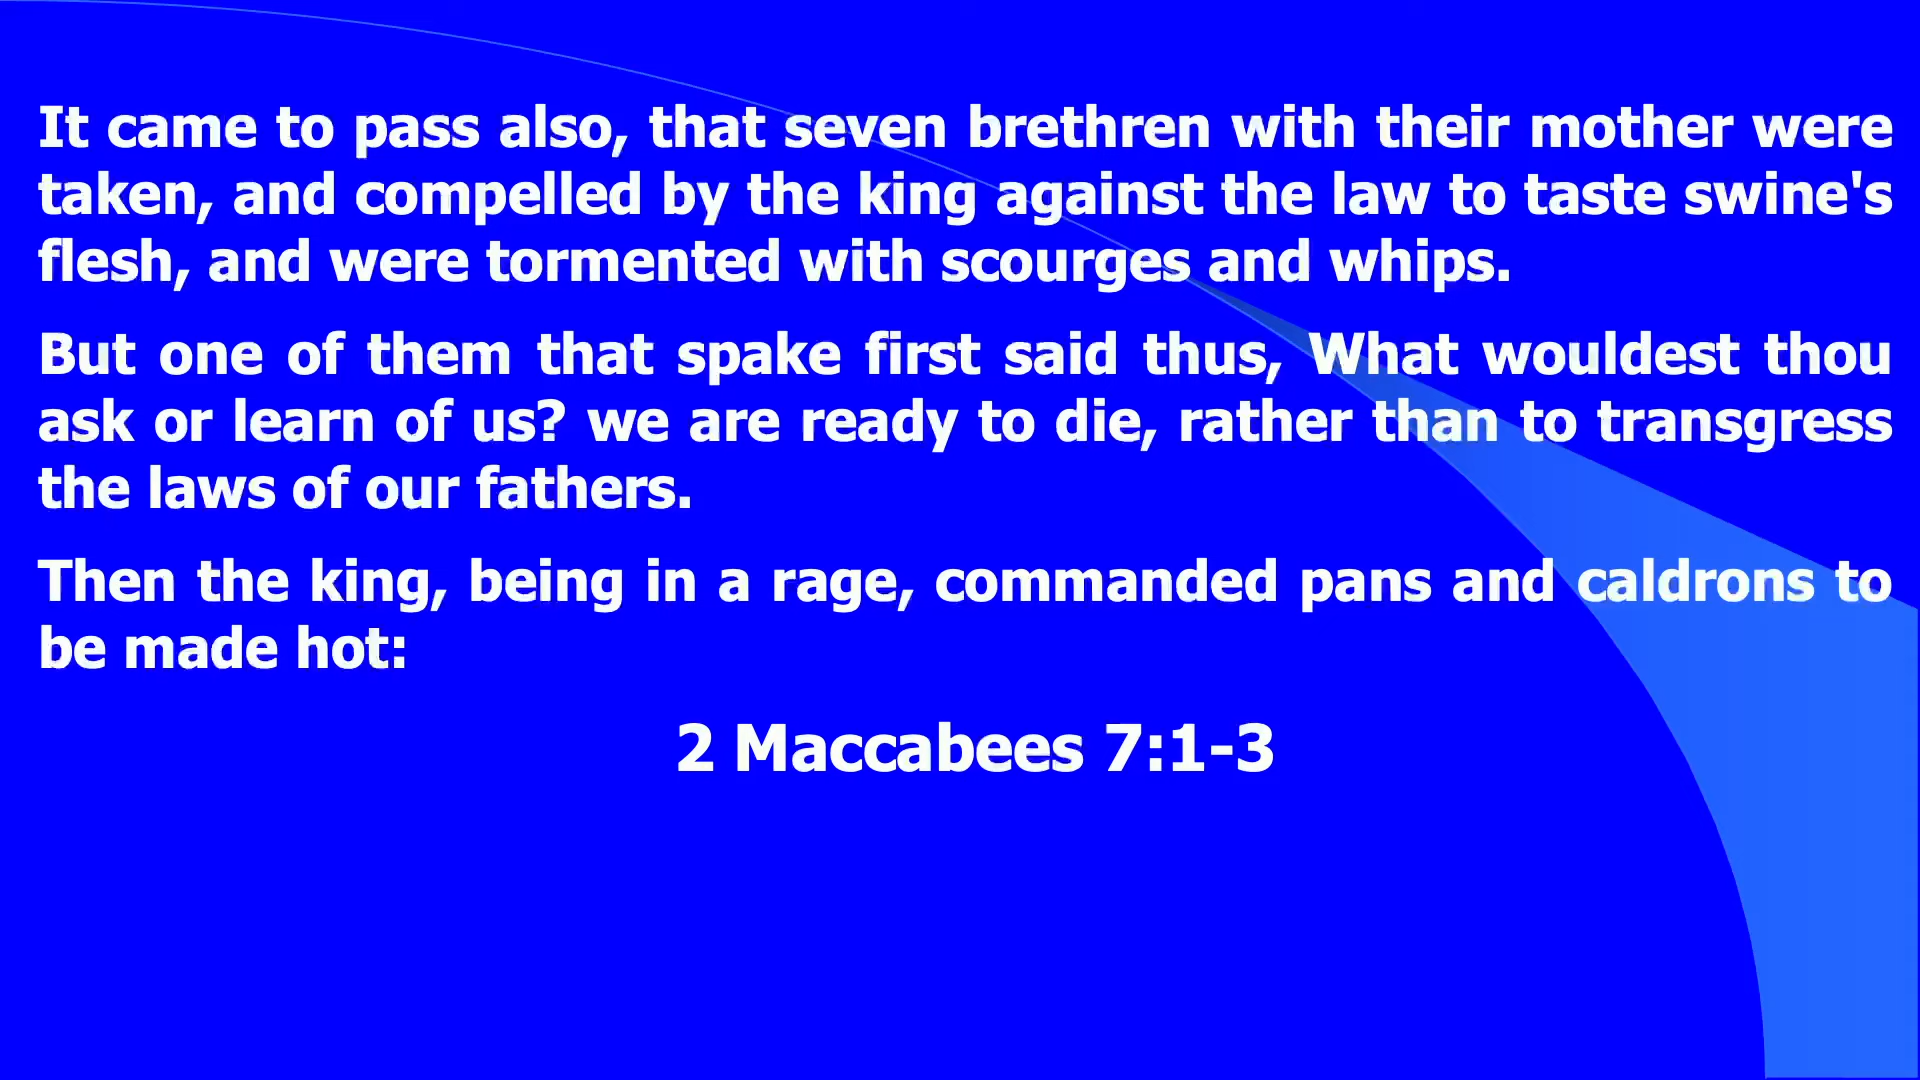 It came to pass also, that seven brethren with their mother were
taken, and compelled by the king against the law to taste swine's
flesh, and were tormented with scourges and whips.
But one of them that spake first said thus, What wouldest thou
ask or learn of us? we are ready to die, rather than to transgress
the laws of our fathers.
Then the king, being in a rage, commanded pans and caldrons to
be made hot:
2 Maccabees 7:1-3